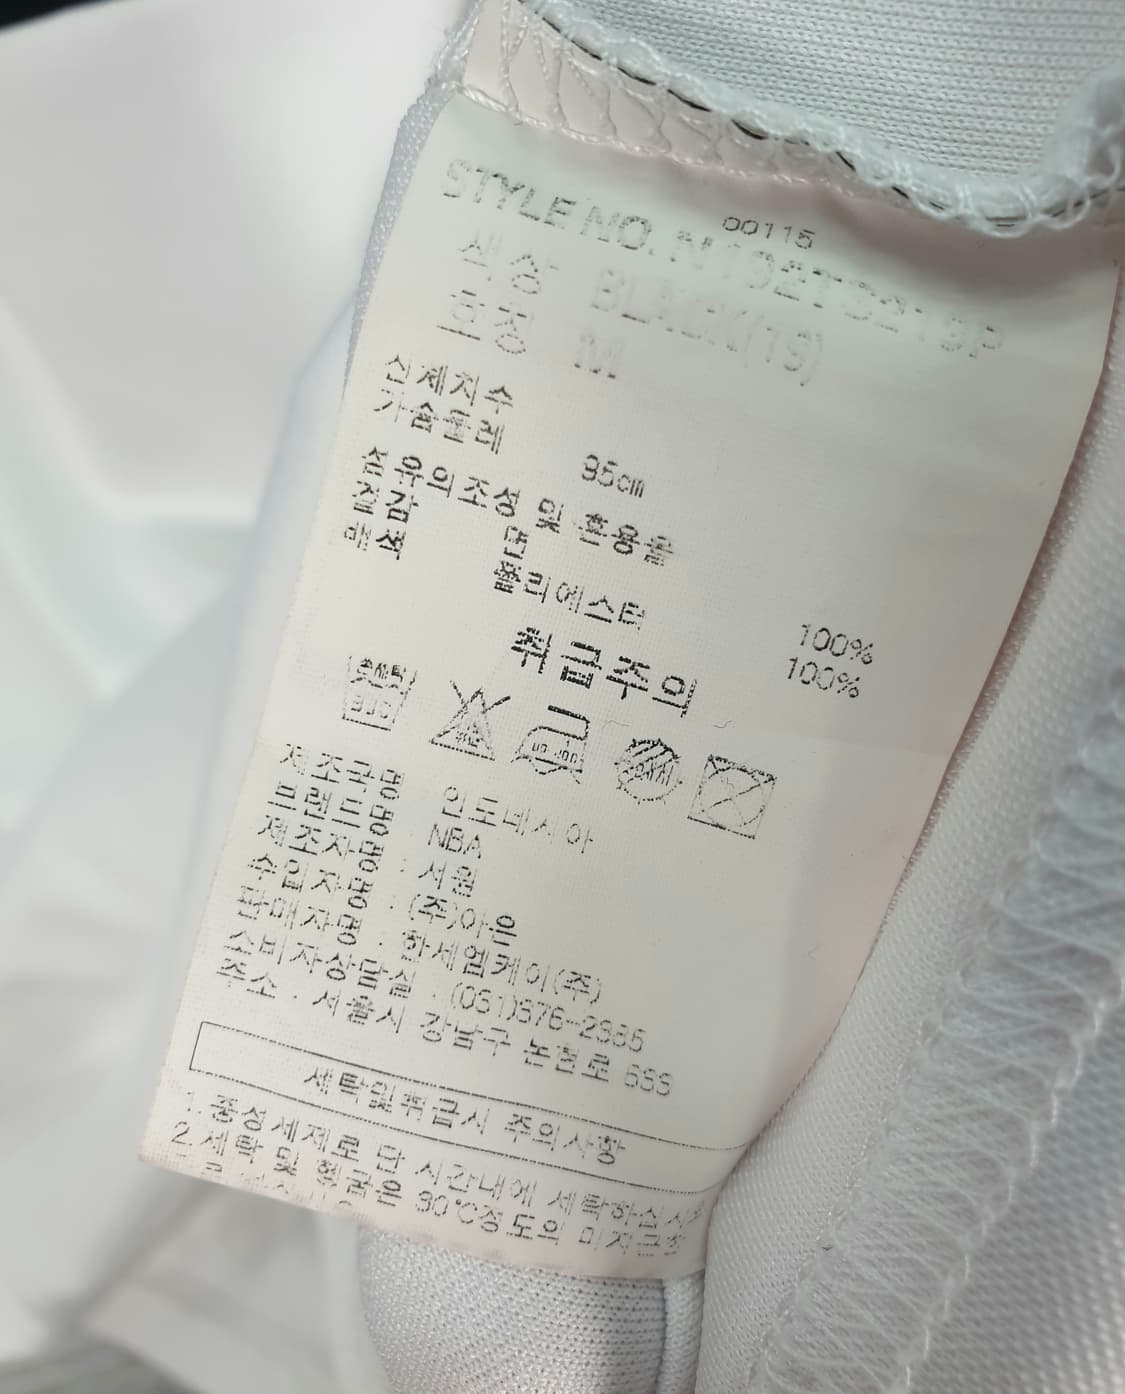 00115
STYLE NO. N192TS219P
색상 BLACK(19)
호칭 M
신체치수
가슴둘레 95cm
섬유의조성 및 혼용율
겉감 면 100%
배색 폴리에스터 100%
취급주의
제조국명 인도네시아
브랜드명 NBA
제조자명 : 서원
수입자명 : (주)아은
판매자명 : 한세엠케이(주)
소비자상담실 :
주소 : 서울시 강남구 논현로 633
세탁및취급시 주의사항
1. 중성세제로 단 시간내에 세탁하십시오
2. 세탁 및 헹굼은 30℃정도의 미지근한